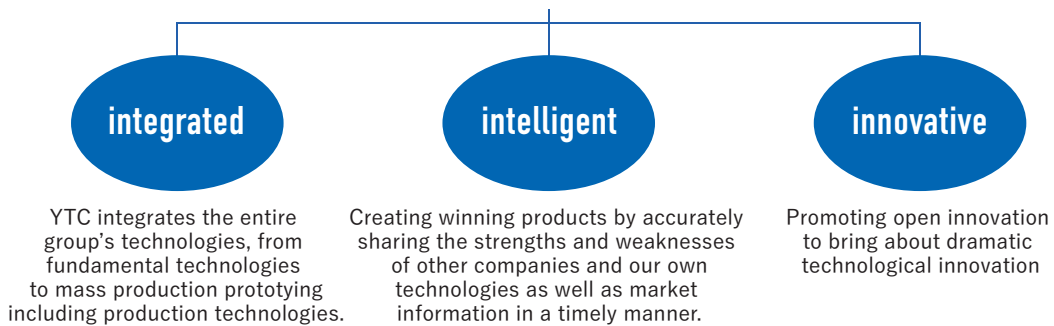 integrated
YTC integrates the entire
group's technologies, from
fundamental technologies
to mass production prototying
including production technologies.
intelligent
Creating winning products by accurately
sharing the strengths and weaknesses
of other companies and our own
technologies as well as market
information in a timely manner.
innovative
Promoting open innovation
to bring about dramatic
technological innovation